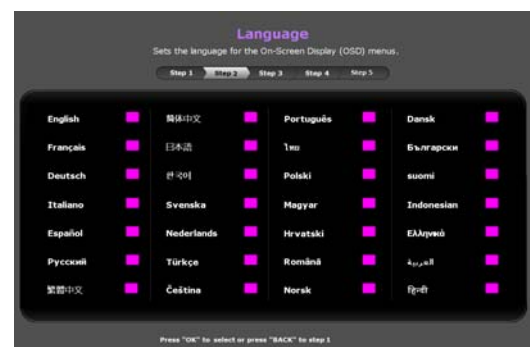 Language
Sets the language for the On-Screen Display (OSD) menus.
Step 1 Step 2 Step 3 Step 4 Step 5
English 简体中文 Português Dansk
Français 日本語 ไทย Български
Deutsch 한국어 Polski suomi
Italiano Svenska Magyar Indonesian
Español Nederlands Hrvatski Ελληνικά
Русский Türkçe Română العربية
繁體中文 Čeština Norsk हिन्दी
Press "OK" to select or press "BACK" to step 1